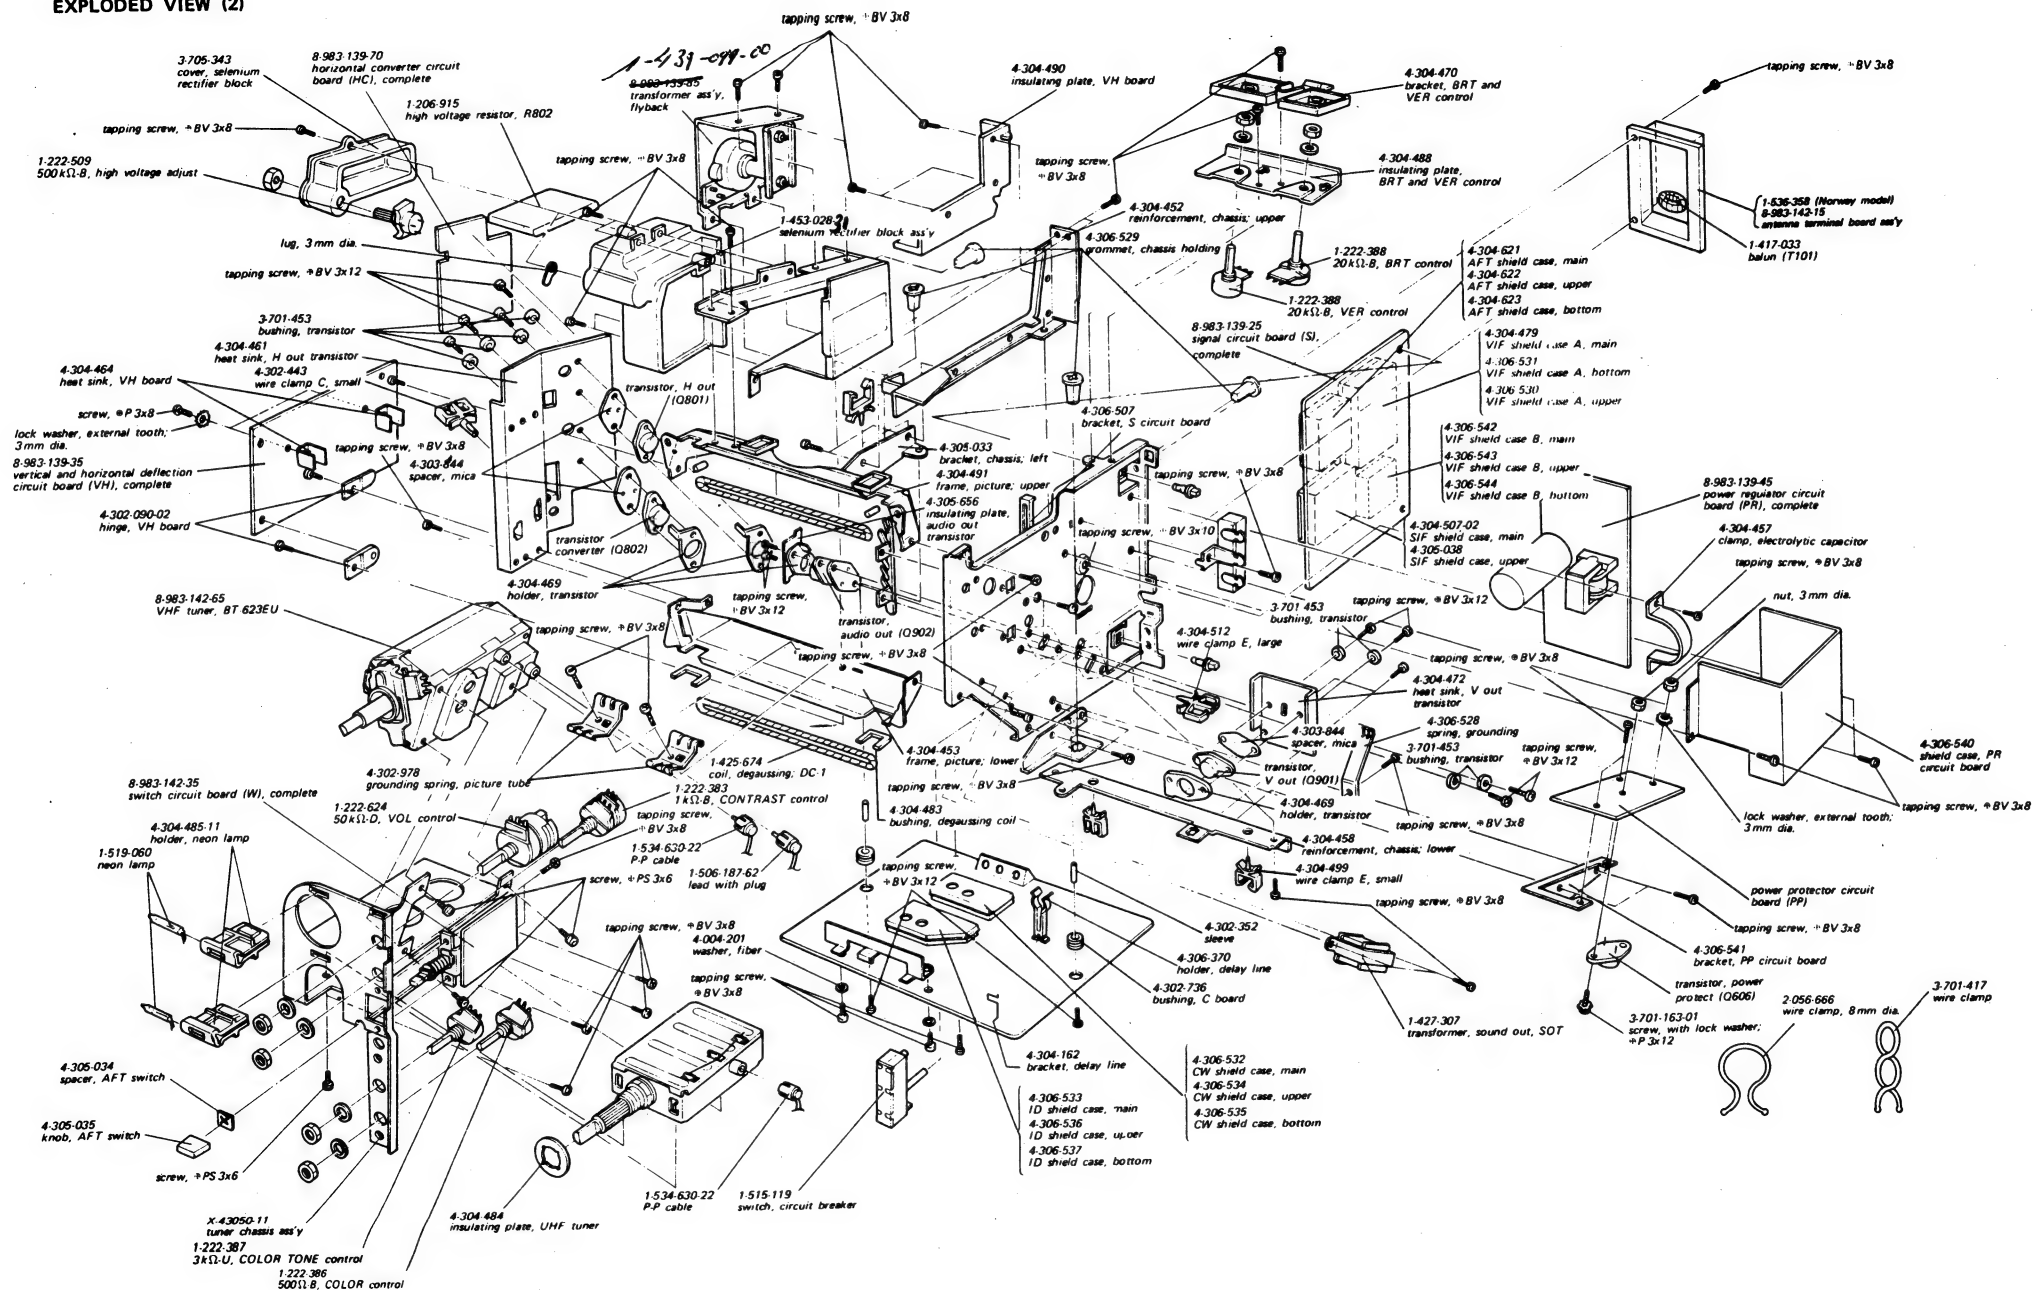 EXPLODED VIEW (2)
tapping screw, ⊕BV 3x8
3-705-343
cover, selenium
rectifier block
8-983-139-70
horizontal converter circuit
board (HC), complete
1-439-099-00
8-983-139-85
transformer ass'y,
flyback
4-304-490
insulating plate, VH board
4-304-470
bracket, BRT and
VER control
tapping screw, ⊕BV 3x8
1-206-915
high voltage resistor, R802
tapping screw, ⊕BV 3x8
1-222-509
500kΩ-B, high voltage adjust
tapping screw, ⊕BV 3x8
tapping screw,
⊕BV 3x8
4-304-488
insulating plate,
BRT and VER control
1-536-358 (Norway model)
8-983-142-15
antenna terminal board ass'y
1-417-033
balun (T101)
4-304-452
reinforcement, chassis; upper
1-453-028-21
selenium rectifier block ass'y
4-306-529
grommet, chassis holding
lug, 3mm dia.
tapping screw, ⊕BV 3x12
1-222-388
20kΩ-B, BRT control
1-222-388
20kΩ-B, VER control
4-304-621
AFT shield case, main
4-304-622
AFT shield case, upper
4-304-623
AFT shield case, bottom
3-701-453
bushing, transistor
4-304-461
heat sink, H out transistor
8-983-139-25
signal circuit board (S),
complete
4-304-479
VIF shield case A, main
4-306-531
VIF shield case A, bottom
4-306-530
VIF shield case A, upper
4-304-464
heat sink, VH board
4-302-443
wire clamp C, small
transistor, H out
(Q801)
screw, ⊕P 3x8
lock washer, external tooth;
3mm dia.
4-306-507
bracket, S circuit board
4-306-542
VIF shield case B, main
4-306-543
VIF shield case B, upper
4-306-544
VIF shield case B, bottom
8-983-139-35
vertical and horizontal deflection
circuit board (VH), complete
tapping screw, ⊕BV 3x8
4-303-844
spacer, mica
4-305-033
bracket, chassis; left
4-304-491
frame, picture; upper
tapping screw, ⊕BV 3x8
8-983-139-45
power regulator circuit
board (PR), complete
4-305-656
insulating plate,
audio out
transistor
4-302-090-02
hinge, VH board
4-304-507-02
SIF shield case, main
4-305-038
SIF shield case, upper
4-304-457
clamp, electrolytic capacitor
tapping screw, ⊕BV 3x8
transistor
converter (Q802)
tapping screw, ⊕BV 3x10
4-304-469
holder, transistor
tapping screw,
⊕BV 3x12
nut, 3mm dia.
8-983-142-65
VHF tuner, BT 623EU
tapping screw, ⊕BV 3x8
transistor,
audio out (Q902)
3-701-453
bushing, transistor
tapping screw, ⊕BV 3x12
4-304-512
wire clamp E, large
tapping screw, ⊕BV 3x8
tapping screw, ⊕BV 3x8
4-304-472
heat sink, V out
transistor
4-306-528
spring, grounding
4-303-844
spacer, mica
3-701-453
bushing, transistor
tapping screw,
⊕BV 3x12
4-306-540
shield case, PR
circuit board
4-304-453
frame, picture; lower
1-425-674
coil, degaussing; DC-1
transistor,
V out (Q901)
tapping screw, ⊕BV 3x8
4-302-978
grounding spring, picture tube
8-983-142-35
switch circuit board (W), complete
1-222-383
1kΩ-B, CONTRAST control
4-304-469
holder, transistor
tapping screw, ⊕BV 3x8
1-222-624
50kΩ-D, VOL control
4-304-483
bushing, degaussing coil
tapping screw,
⊕BV 3x8
lock washer, external tooth;
3mm dia.
tapping screw, ⊕BV 3x8
4-304-485-11
holder, neon lamp
4-304-458
reinforcement, chassis; lower
1-519-060
neon lamp
1-534-630-22
P-P cable
1-506-187-62
lead with plug
tapping screw,
⊕BV 3x12
4-304-499
wire clamp E, small
screw, ⊕PS 3x6
tapping screw, ⊕BV 3x8
power protector circuit
board (PP)
tapping screw, ⊕BV 3x8
tapping screw, ⊕BV 3x8
4-004-201
washer, fiber
4-302-352
sleeve
4-306-541
bracket, PP circuit board
4-306-370
holder, delay line
tapping screw,
⊕BV 3x8
4-302-736
bushing, C board
transistor, power
protect (Q606)
3-701-417
wire clamp
2-056-666
wire clamp, 8mm dia.
1-427-307
transformer, sound out, SOT
3-701-163-01
screw, with lock washer;
⊕P 3x12
4-304-162
bracket, delay line
4-306-532
CW shield case, main
4-306-534
CW shield case, upper
4-306-535
CW shield case, bottom
4-305-034
spacer, AFT switch
4-306-533
ID shield case, main
4-306-536
ID shield case, upper
4-306-537
ID shield case, bottom
4-305-035
knob, AFT switch
screw, ⊕PS 3x6
1-534-630-22
P-P cable
1-515-119
switch, circuit breaker
4-304-484
insulating plate, UHF tuner
X-43050-11
tuner chassis ass'y
1-222-387
3kΩ-U, COLOR TONE control
1-222-386
500Ω-B, COLOR control